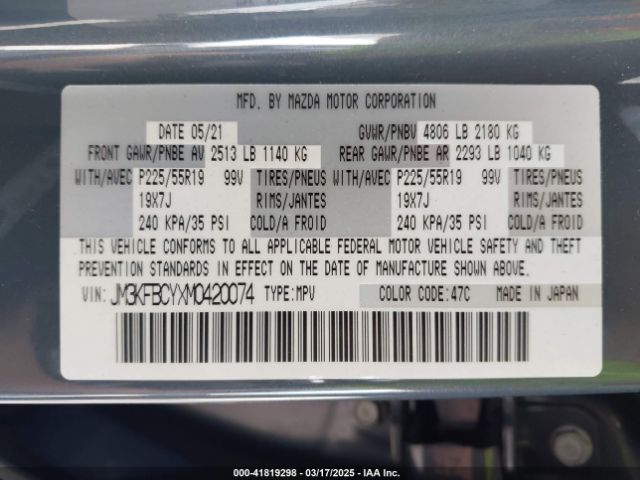 MFD. BY MAZDA MOTOR CORPORATION
DATE 05/21 GVWR/PNBV 4806 LB 2180 KG
FRONT GAWR/PNBE AV 2513 LB 1140 KG REAR GAWR/PNBE AR 2293 LB 1040 KG
WITH/AVEC P225/55R19 99V TIRES/PNEUS WITH/AVEC P225/55R19 99V TIRES/PNEUS
19X7J RIMS/JANTES 19X7J RIMS/JANTES
240 KPA/35 PSI COLD/A FROID 240 KPA/35 PSI COLD/A FROID
THIS VEHICLE CONFORMS TO ALL APPLICABLE FEDERAL MOTOR VEHICLE SAFETY AND THEFT
PREVENTION STANDARDS IN EFFECT ON THE DATE OF MANUFACTURE SHOWN ABOVE.
VIN: JM3KFBCYXM0420074 TYPE:MPV COLOR CODE:47C MADE IN JAPAN
000-41819298 - 03/17/2025 - IAA Inc.